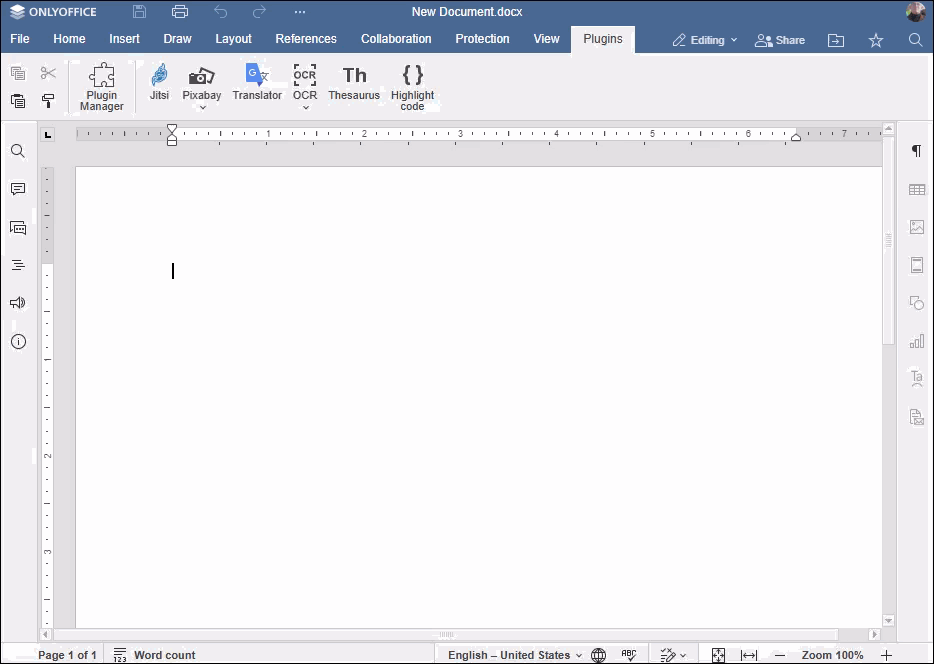 ONLYOFFICE New Document.docx
File Home Insert Draw Layout References Collaboration Protection View Plugins Editing Share
Plugin Manager Jitsi Pixabay Translator OCR OCR Th Thesaurus { } Highlight code
1 2 3 4 5 6 7
1
2
3
Page 1 of 1 123 Word count English – United States ABC Zoom 100%